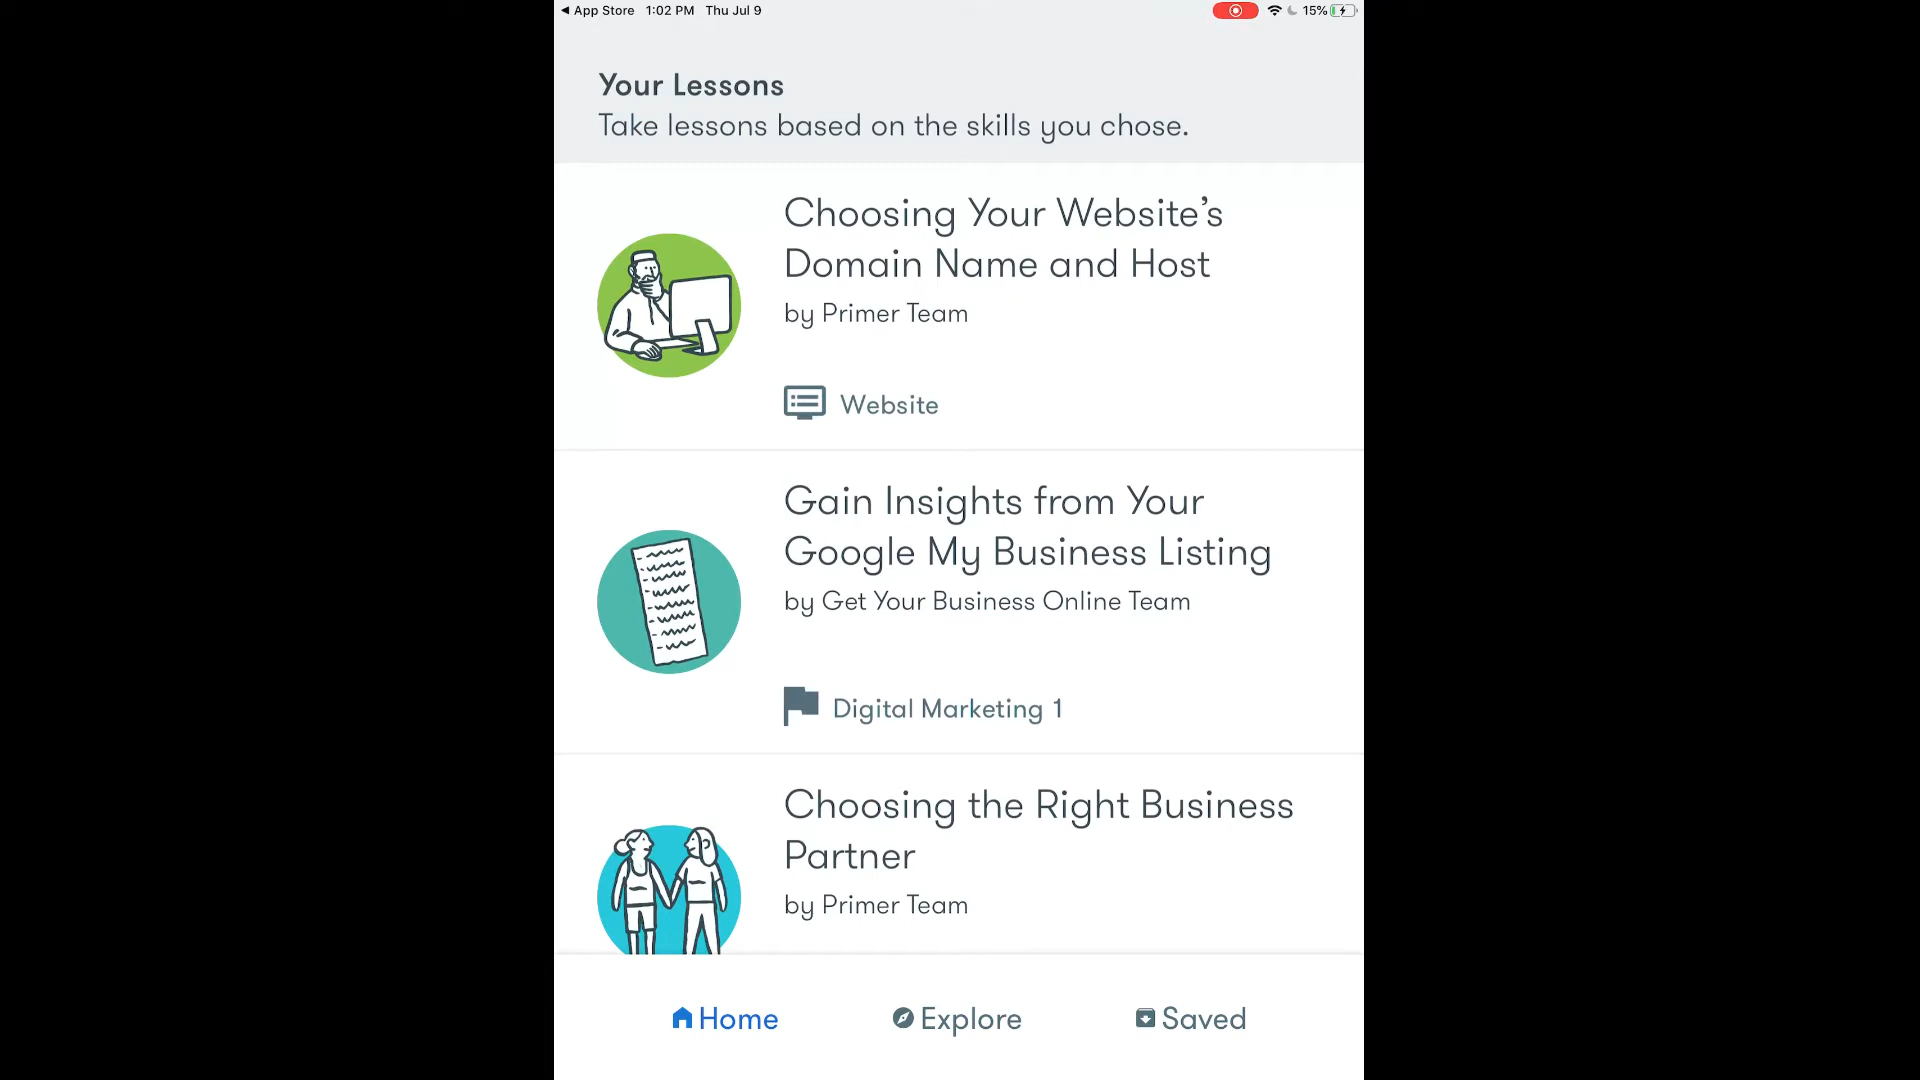 App Store 1:02 PM Thu Jul 9 15%
Your Lessons
Take lessons based on the skills you chose.
Choosing Your Website’s
Domain Name and Host
by Primer Team
Website
Gain Insights from Your
Google My Business Listing
by Get Your Business Online Team
Digital Marketing 1
Choosing the Right Business
Partner
by Primer Team
Home Explore Saved